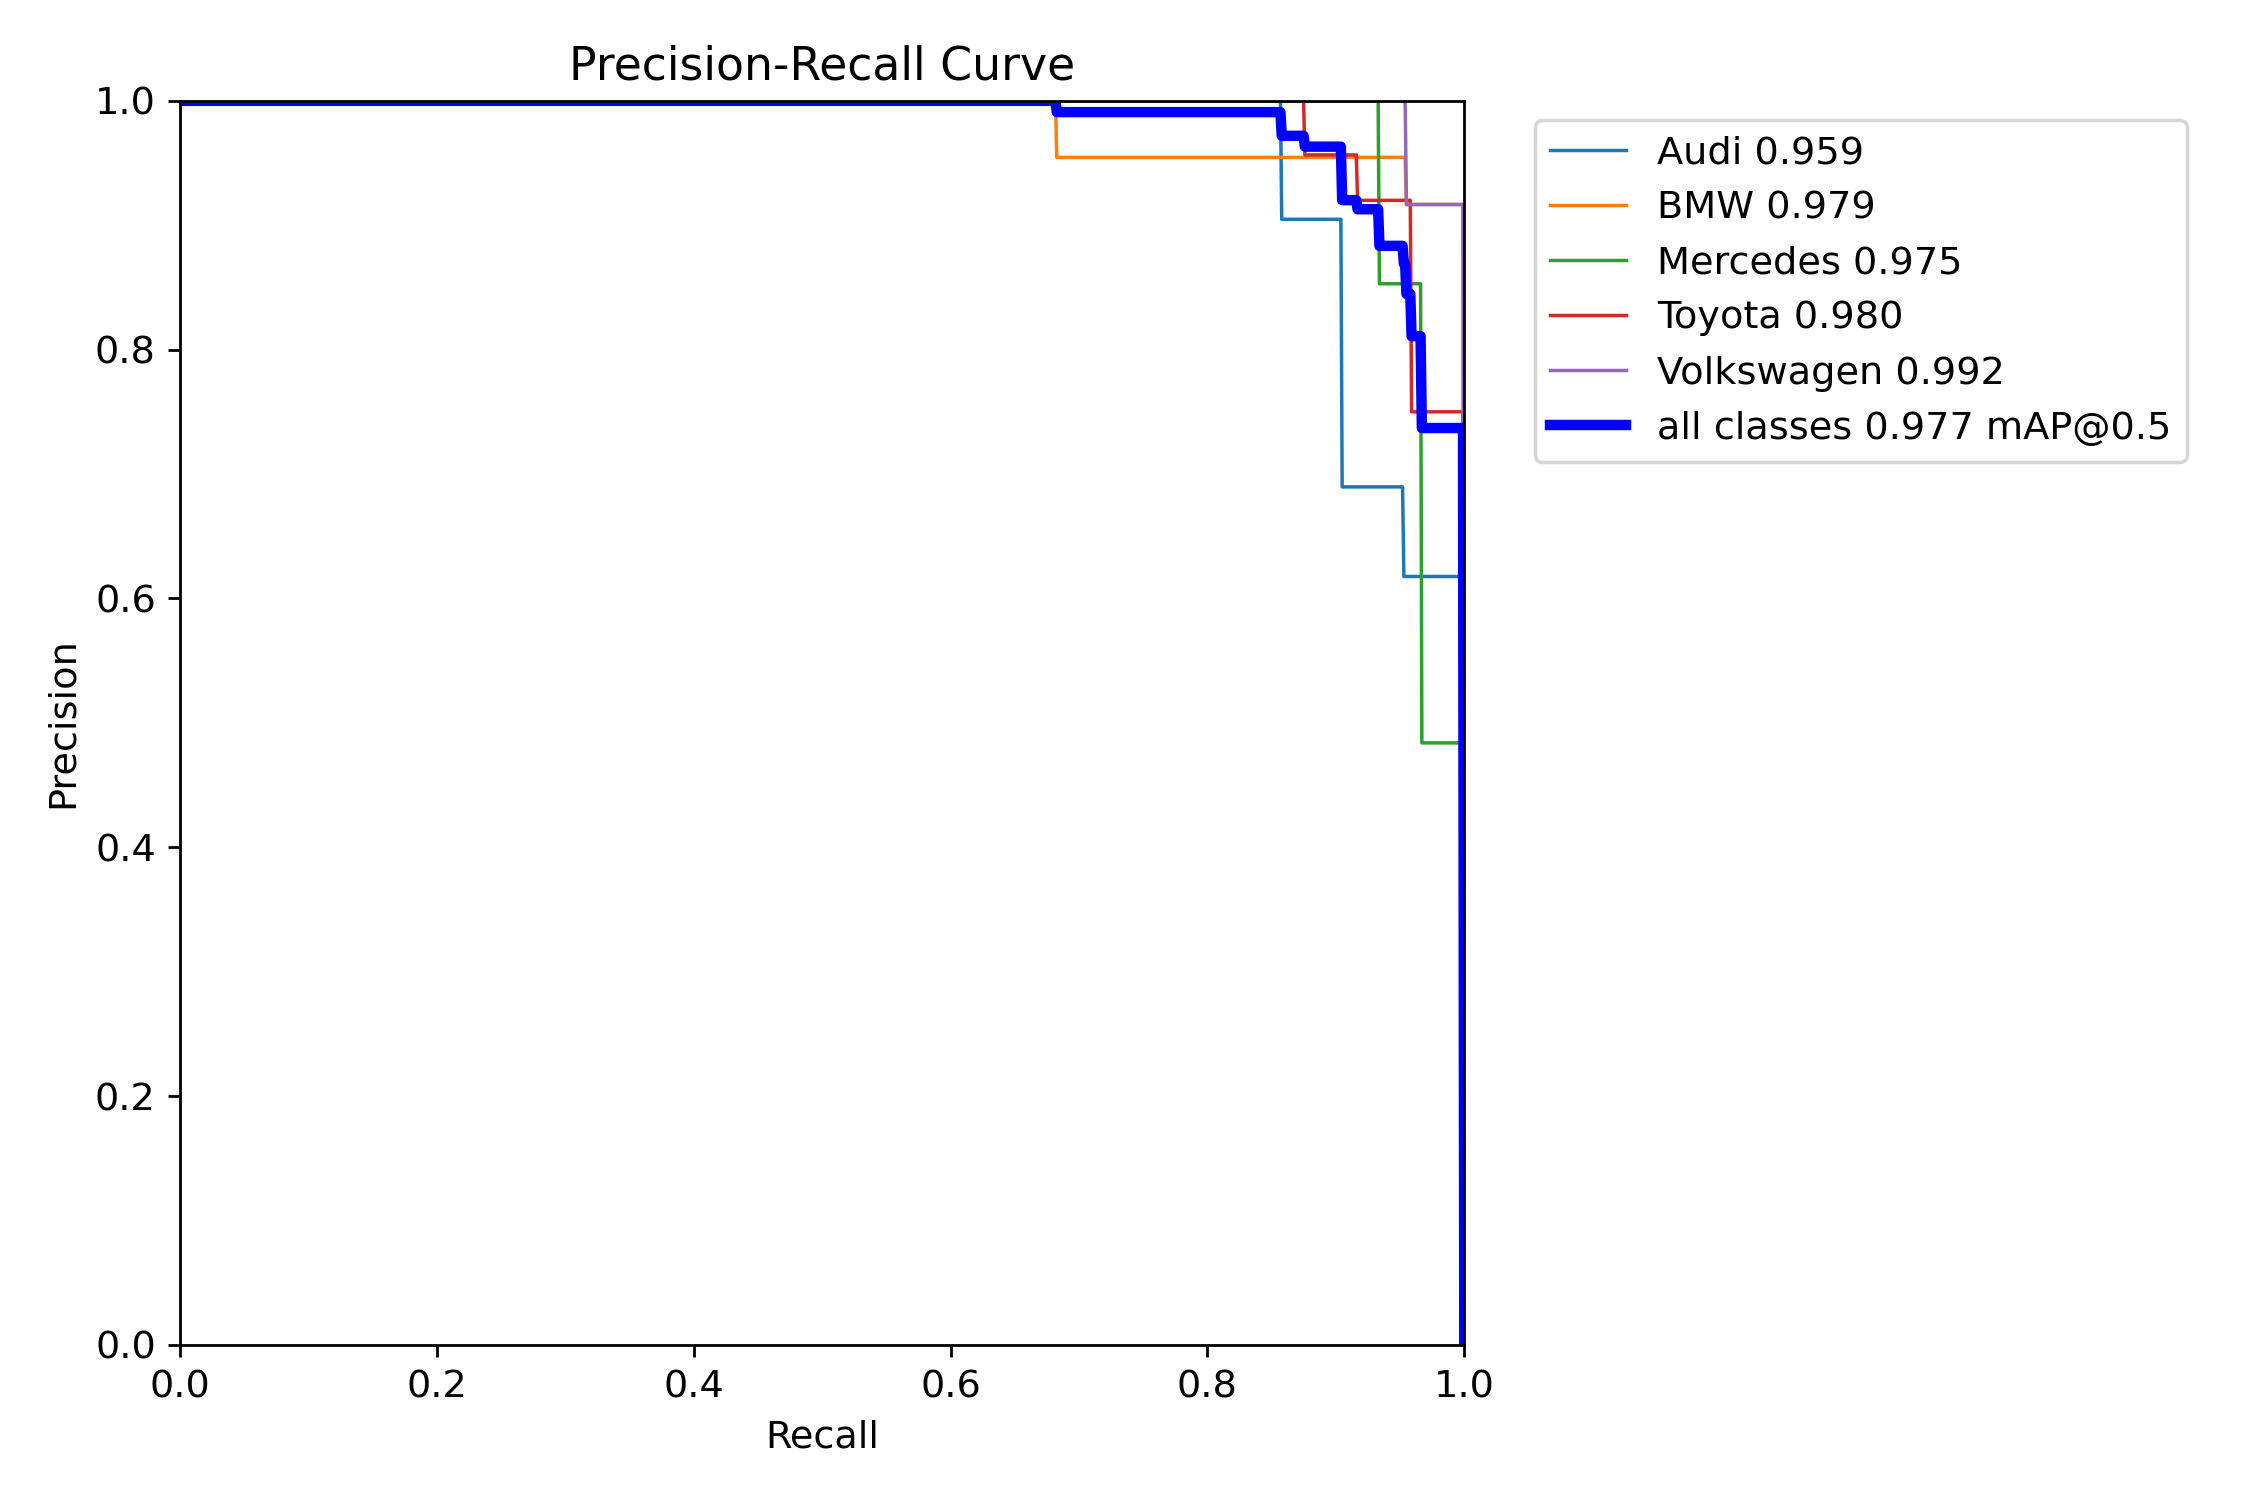 Precision-Recall Curve
1.0
0.8
0.6
0.4
0.2
0.0
Precision
0.0 0.2 0.4 0.6 0.8 1.0
Recall
Audi 0.959
BMW 0.979
Mercedes 0.975
Toyota 0.980
Volkswagen 0.992
all classes 0.977 mAP@0.5